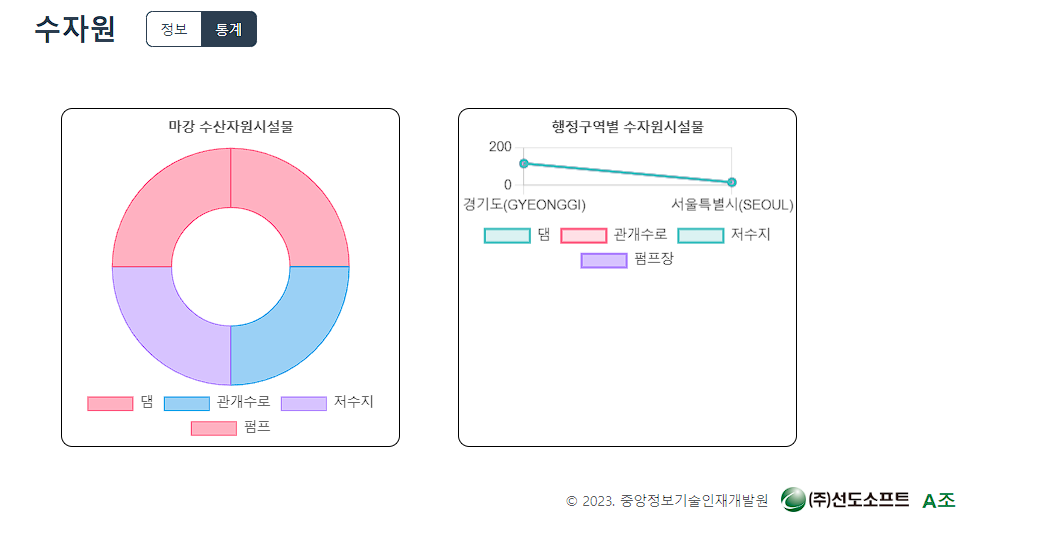 수자원 정보 통계
마강 수산자원시설물
댐 관개수로 저수지
펌프
행정구역별 수자원시설물
200
0
경기도(GYEONGGI) 서울특별시(SEOUL)
댐 관개수로 저수지
펌프장
© 2023. 중앙정보기술인재개발원 (주)선도소프트 A조